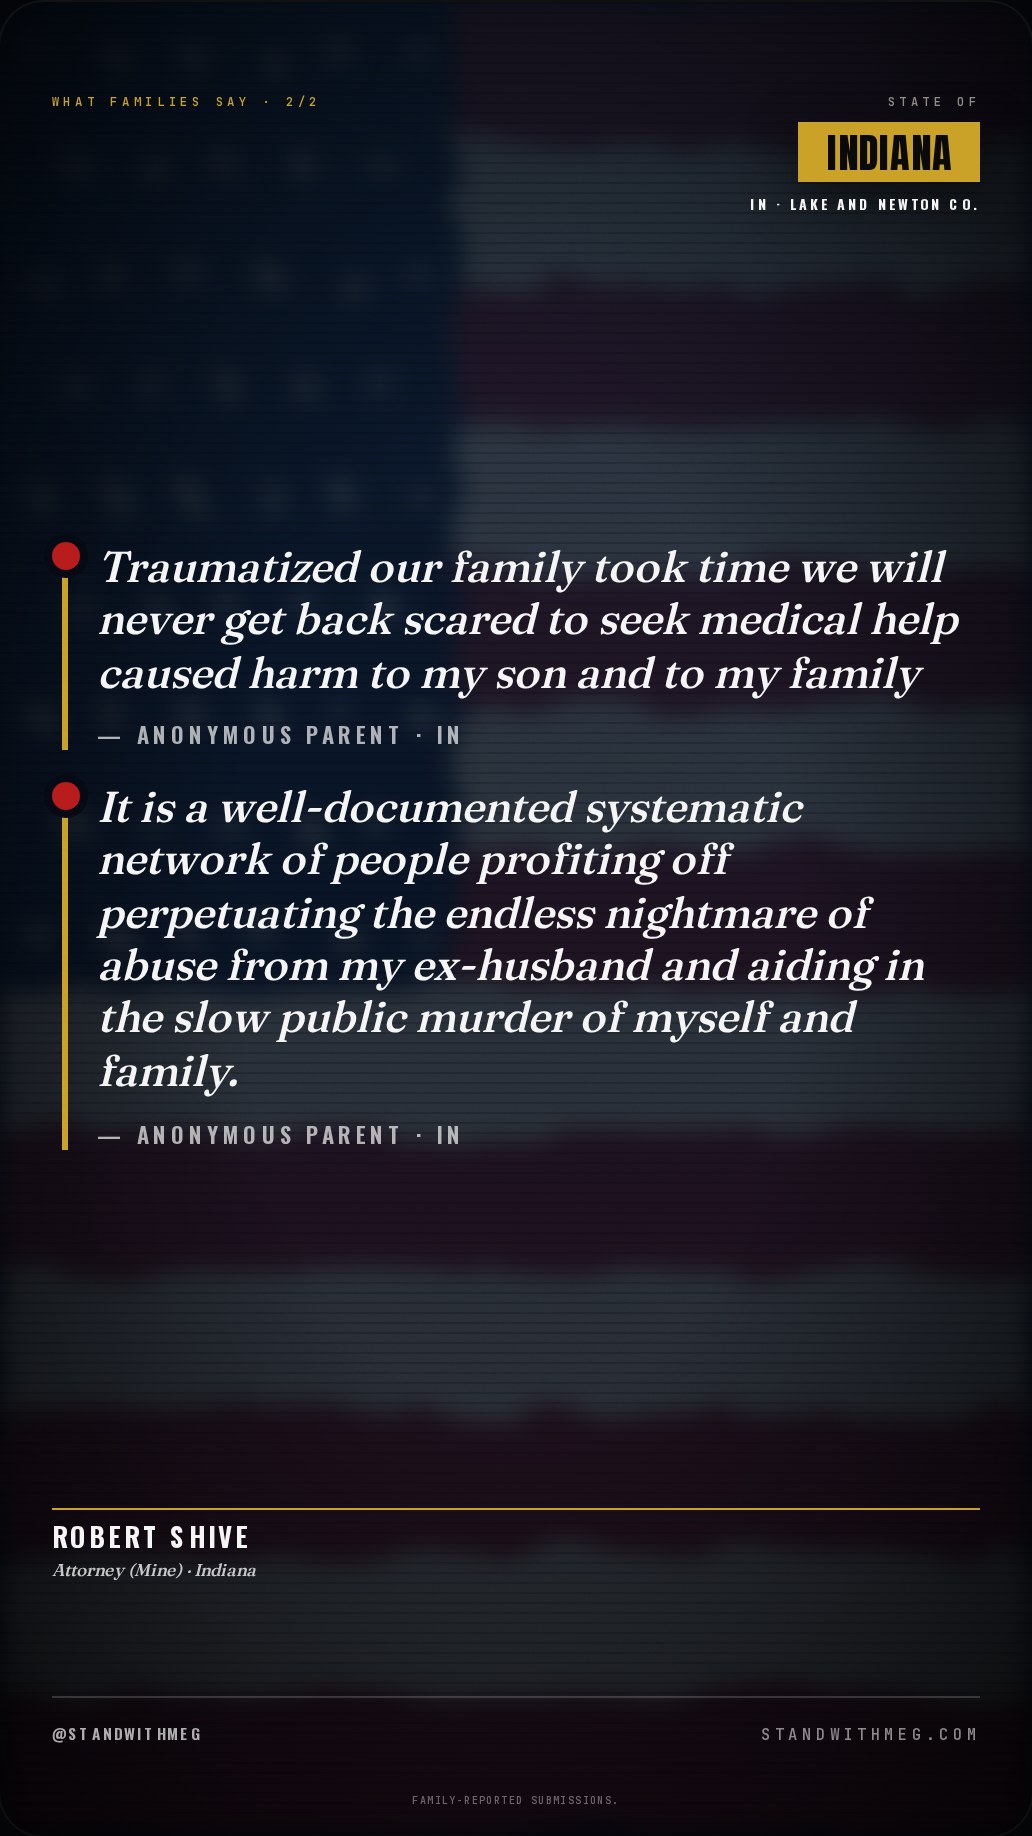 WHAT FAMILIES SAY · 2/2
STATE OF
INDIANA
IN · LAKE AND NEWTON CO.
Traumatized our family took time we will
never get back scared to seek medical help
caused harm to my son and to my family
— ANONYMOUS PARENT · IN
It is a well-documented systematic
network of people profiting off
perpetuating the endless nightmare of
abuse from my ex-husband and aiding in
the slow public murder of myself and
family.
— ANONYMOUS PARENT · IN
ROBERT SHIVE
Attorney (Mine) · Indiana
@STANDWITHMEG
STANDWITHMEG.COM
FAMILY-REPORTED SUBMISSIONS.